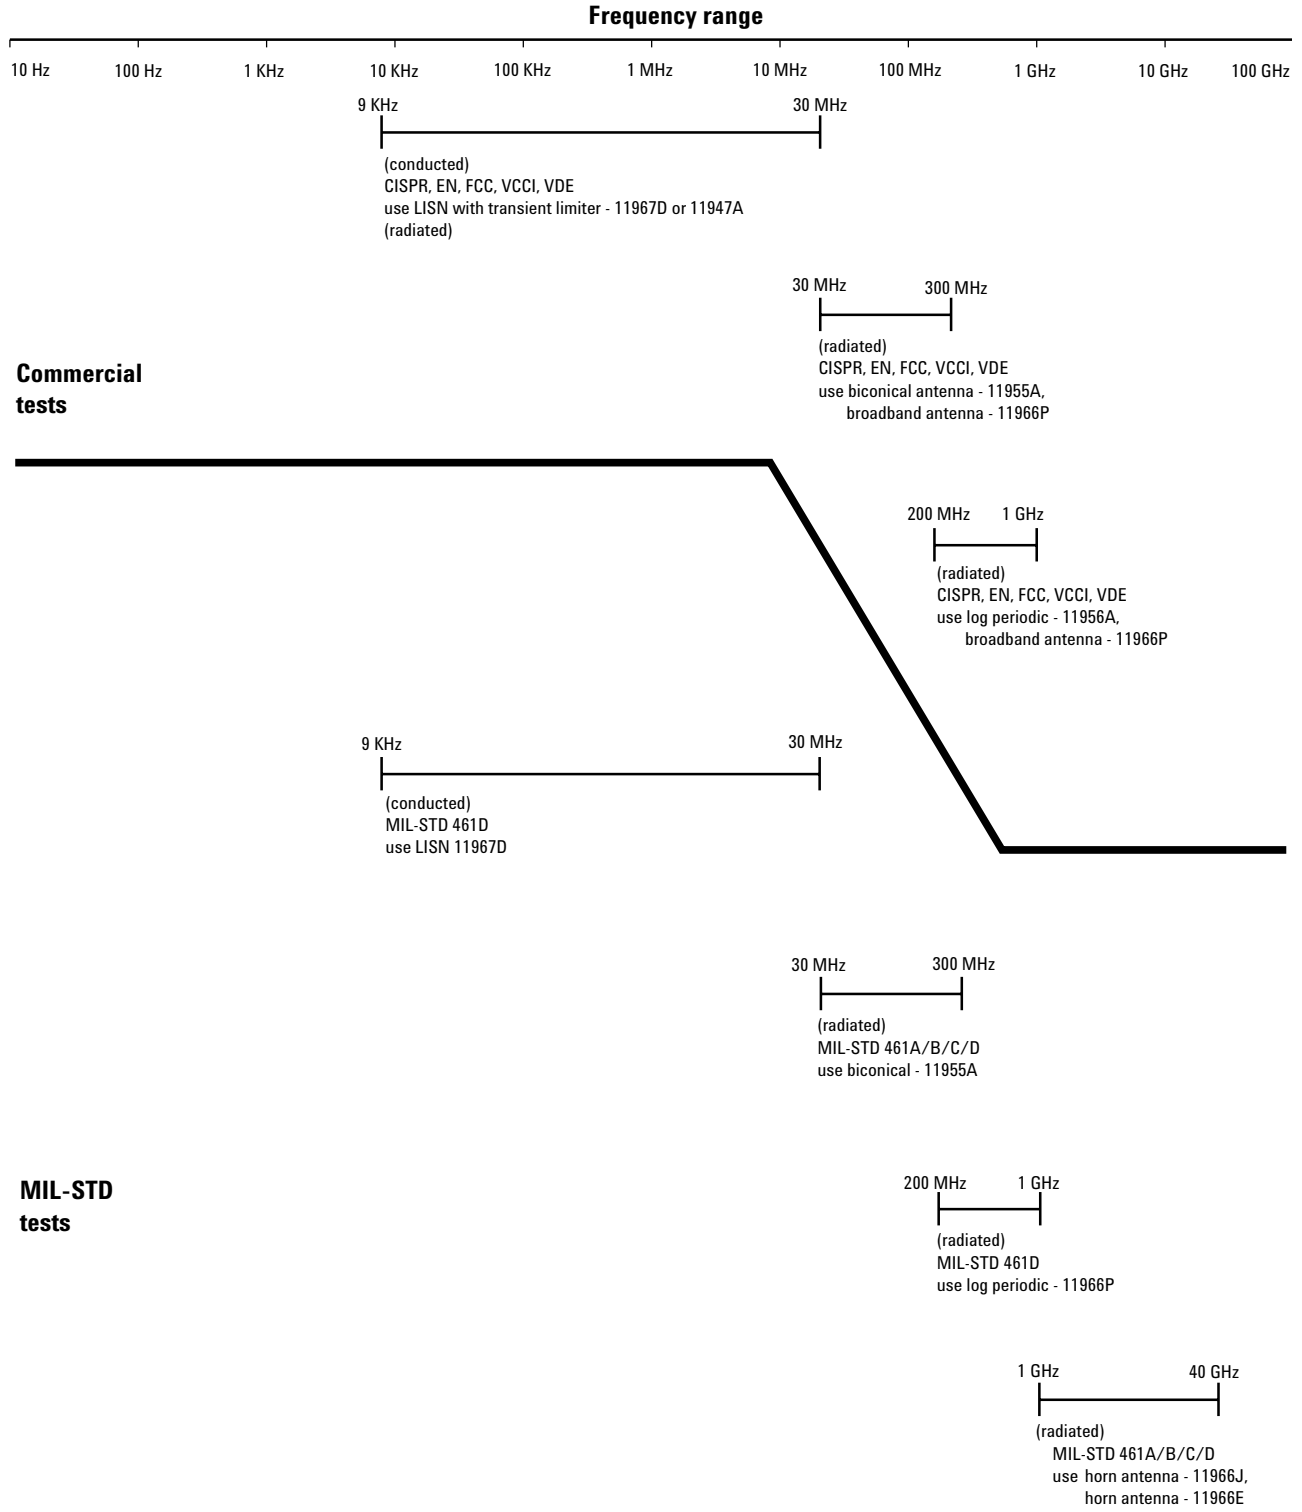 Frequency range
10 Hz 100 Hz 1 KHz 10 KHz 100 KHz 1 MHz 10 MHz 100 MHz 1 GHz 10 GHz 100 GHz
9 KHz 30 MHz
(conducted)
CISPR, EN, FCC, VCCI, VDE
use LISN with transient limiter - 11967D or 11947A
(radiated)
30 MHz 300 MHz
(radiated)
CISPR, EN, FCC, VCCI, VDE
use biconical antenna - 11955A,
broadband antenna - 11966P
Commercial
tests
200 MHz 1 GHz
(radiated)
CISPR, EN, FCC, VCCI, VDE
use log periodic - 11956A,
broadband antenna - 11966P
9 KHz 30 MHz
(conducted)
MIL-STD 461D
use LISN 11967D
30 MHz 300 MHz
(radiated)
MIL-STD 461A/B/C/D
use biconical - 11955A
MIL-STD
tests
200 MHz 1 GHz
(radiated)
MIL-STD 461D
use log periodic - 11966P
1 GHz 40 GHz
(radiated)
MIL-STD 461A/B/C/D
use horn antenna - 11966J,
horn antenna - 11966E